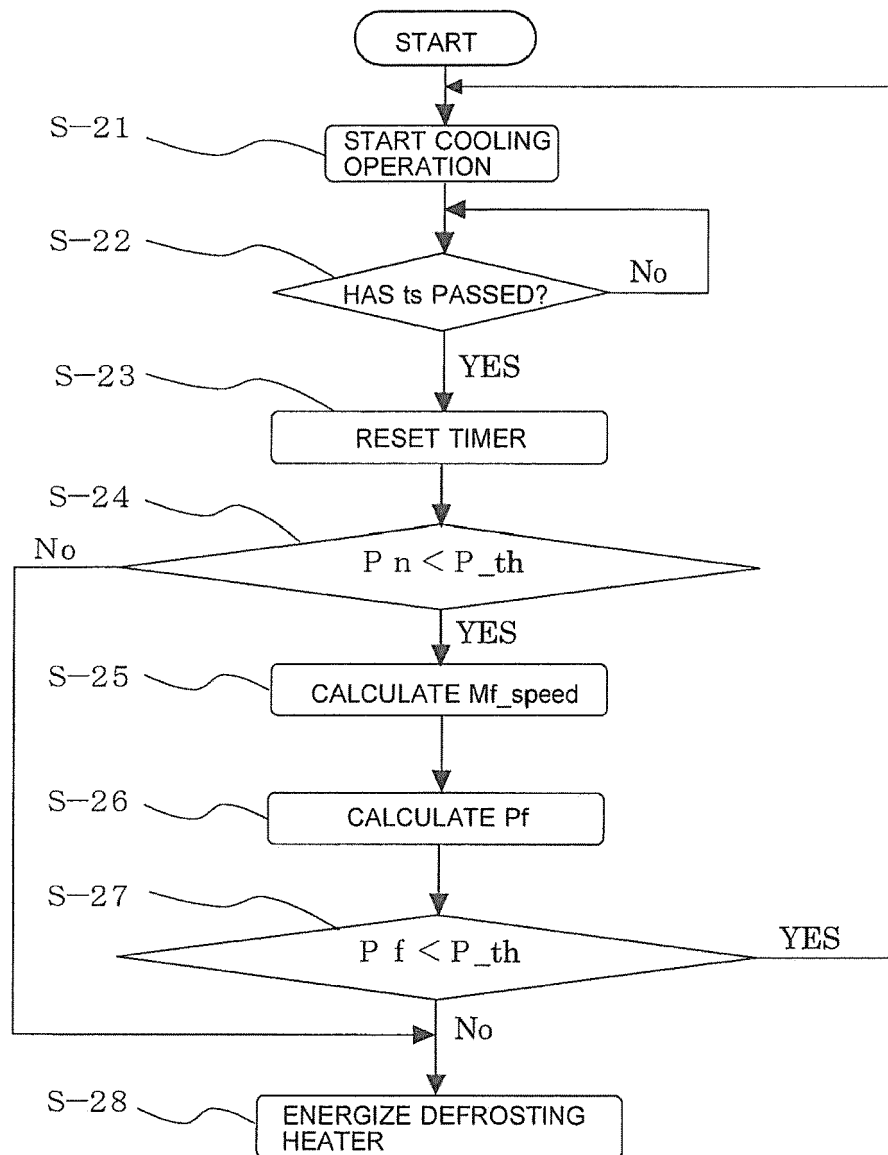 START
S-21
START COOLING
OPERATION
S-22
HAS ts PASSED?
No
YES
S-23
RESET TIMER
S-24
No
P n < P_th
YES
S-25
CALCULATE Mf_speed
S-26
CALCULATE Pf
S-27
P f < P_th
YES
No
S-28
ENERGIZE DEFROSTING
HEATER